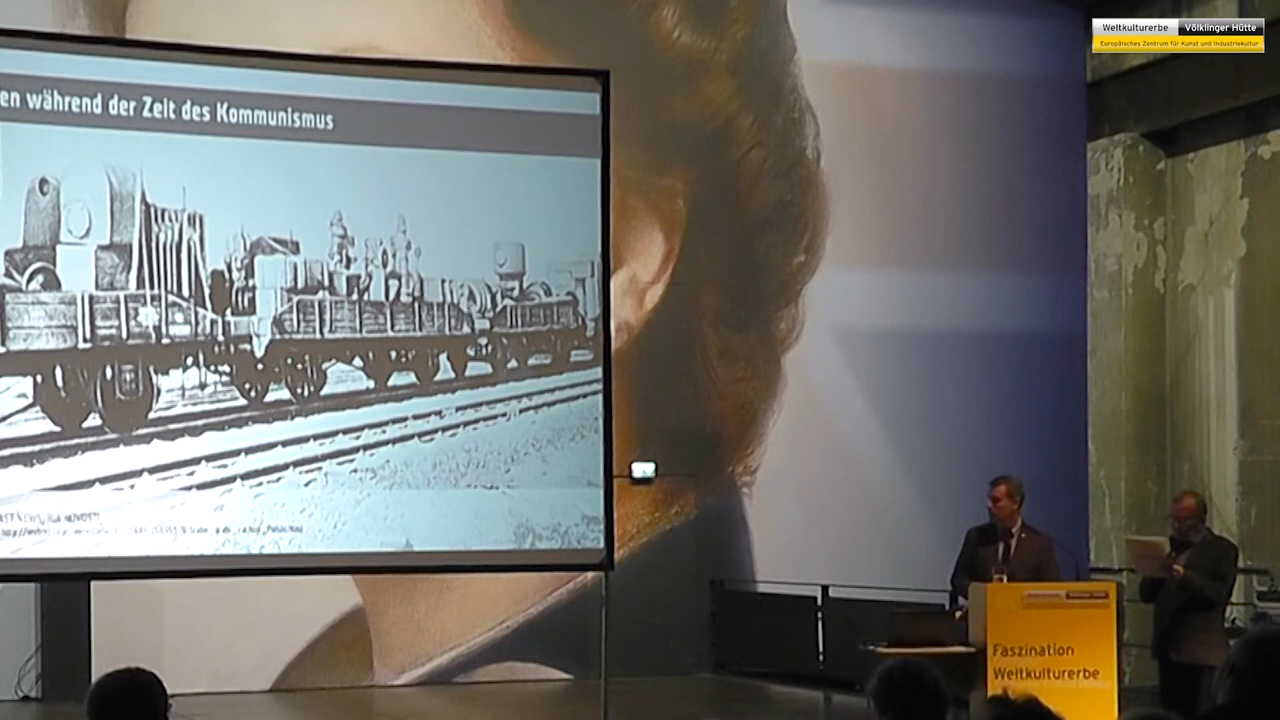 Weltkulturerbe Völklinger Hütte
Europäisches Zentrum für Kunst und Industriekultur
en während der Zeit des Kommunismus
Faszination
Weltkulturerbe